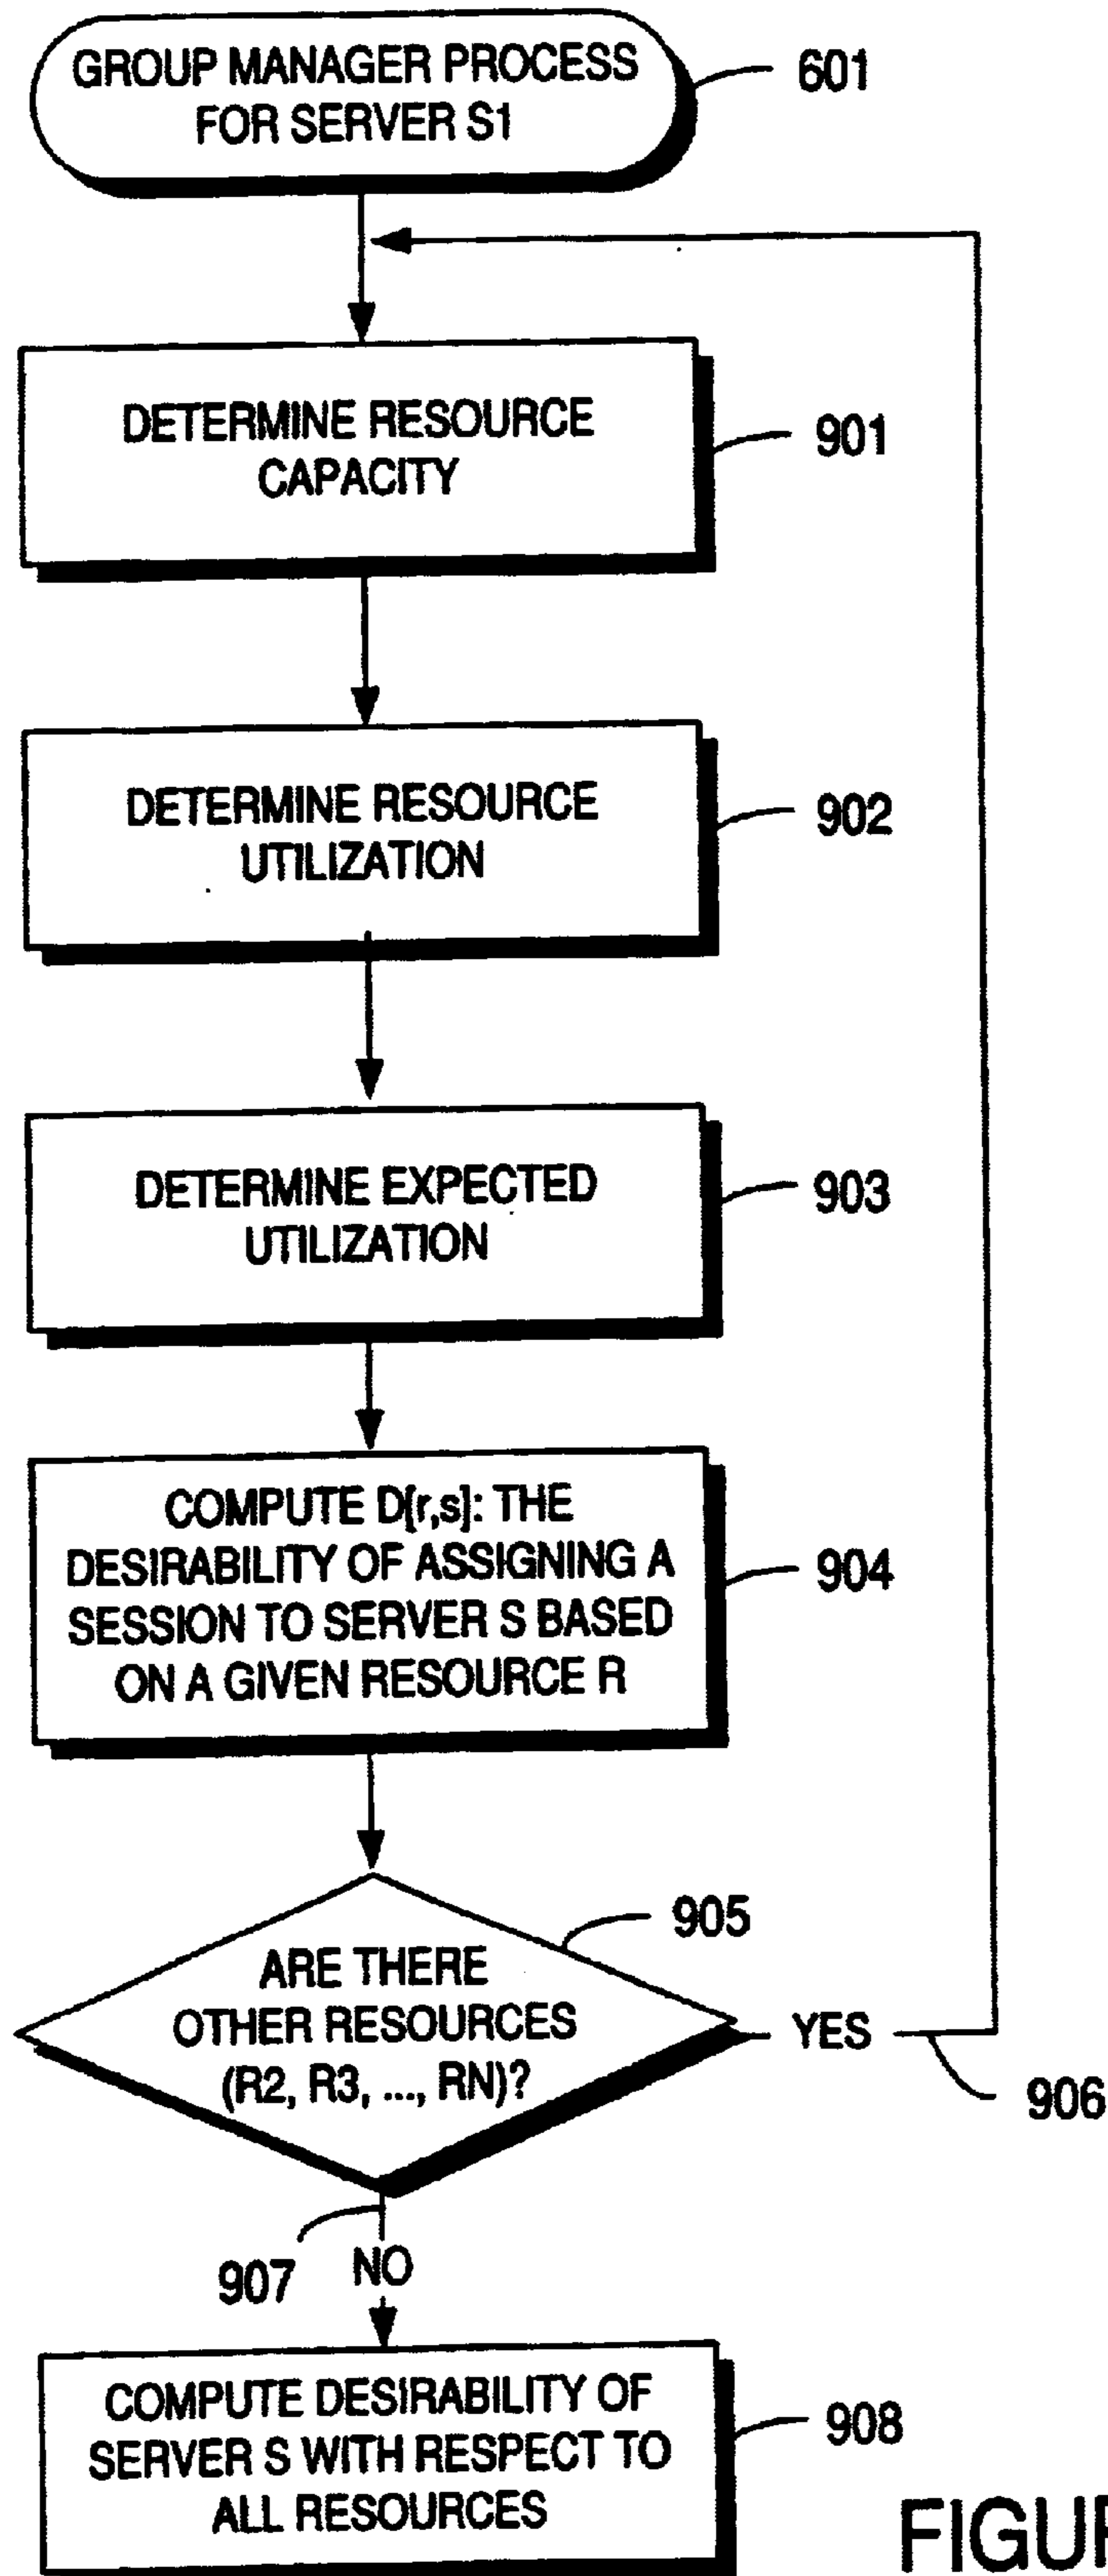 GROUP MANAGER PROCESS
FOR SERVER S1
601
DETERMINE RESOURCE
CAPACITY
901
DETERMINE RESOURCE
UTILIZATION
902
DETERMINE EXPECTED
UTILIZATION
903
COMPUTE D[r,s]: THE
DESIRABILITY OF ASSIGNING A
SESSION TO SERVER S BASED
ON A GIVEN RESOURCE R
904
905
ARE THERE
OTHER RESOURCES
(R2, R3, ..., RN)?
YES
906
907
NO
COMPUTE DESIRABILITY OF
SERVER S WITH RESPECT TO
ALL RESOURCES
908